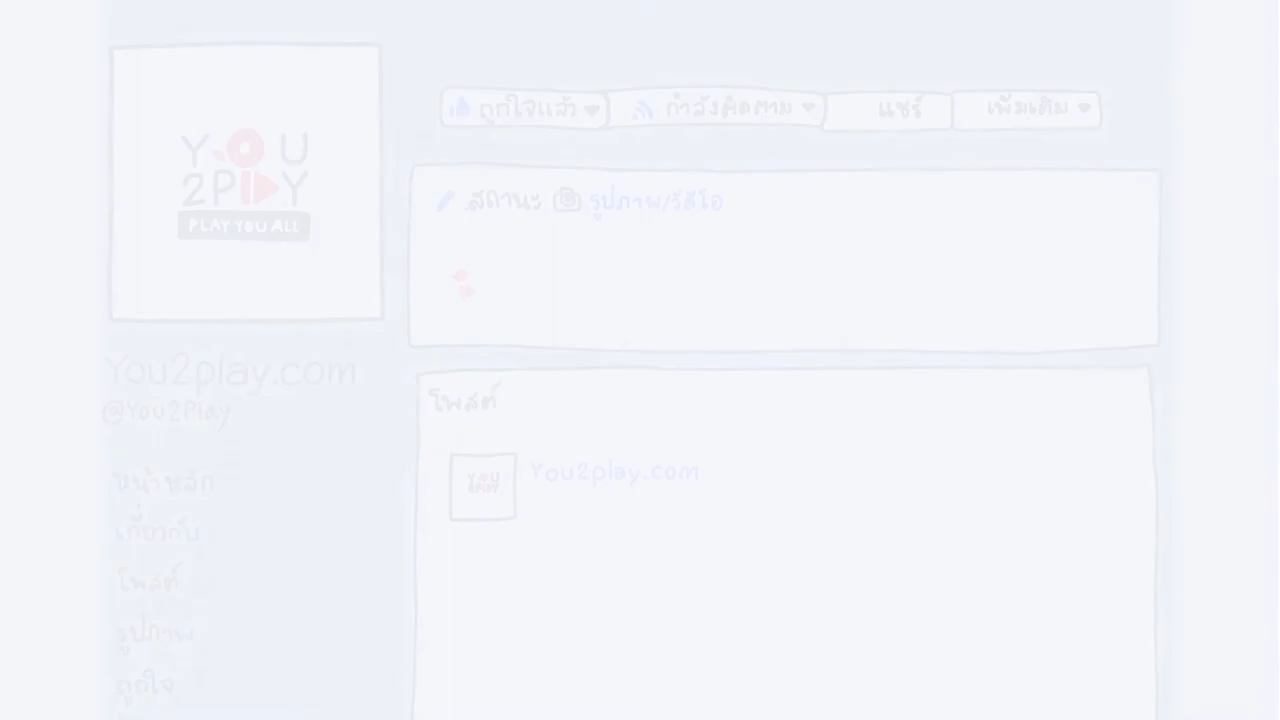 YOU
2PLAY
PLAY YOU ALL
ถูกใจแล้ว
กำลังติดตาม
แชร์
เพิ่มเติม
สถานะ
รูปภาพ/วีดีโอ
You2play.com
@You2Play
หน้าหลัก
เกี่ยวกับ
โพสต์
รูปภาพ
ถูกใจ
โพสต์
YOU
2PLAY
You2play.com